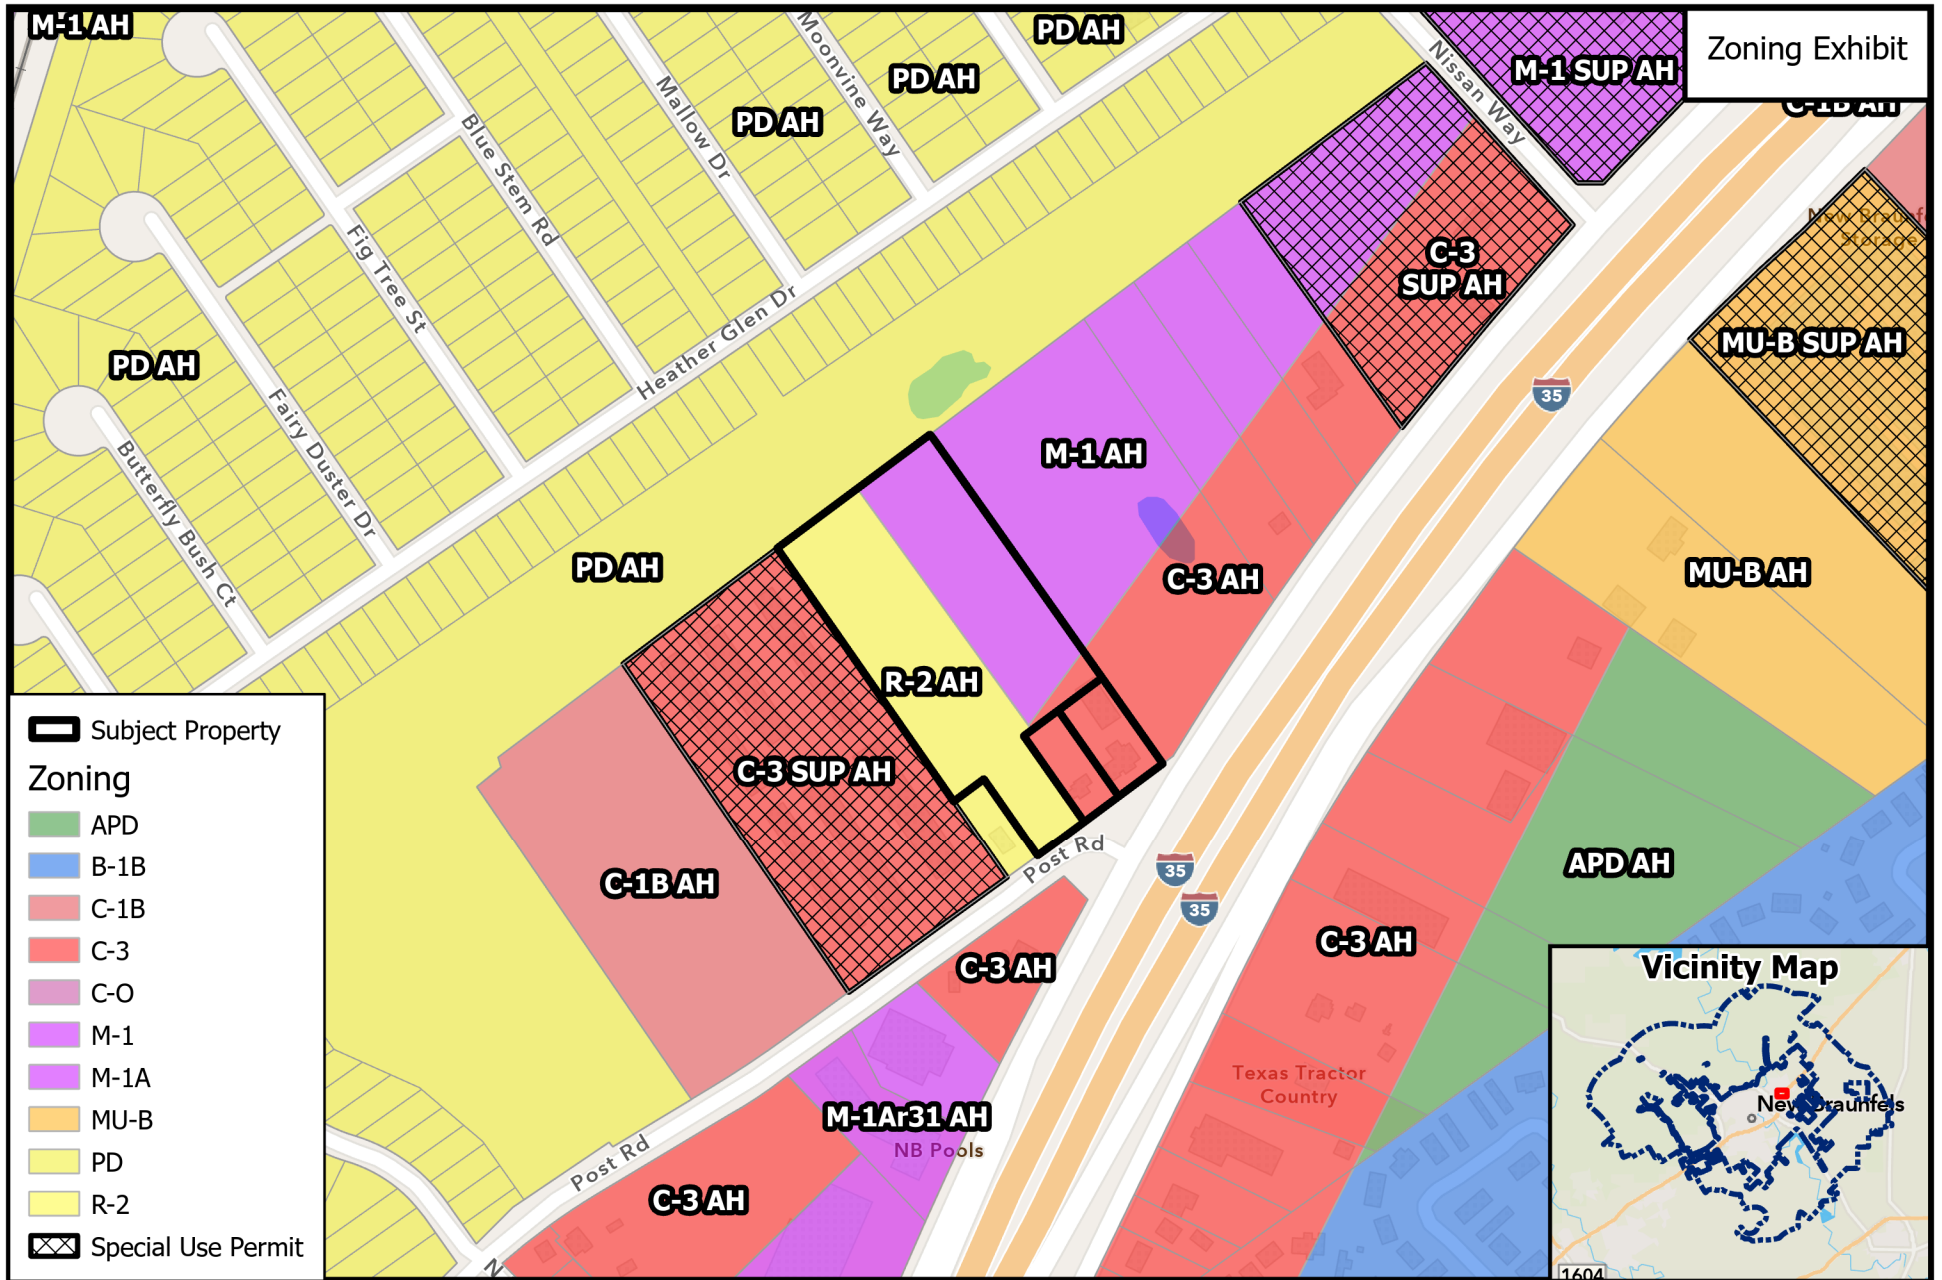 M-1 AH
PD AH
PD AH
PD AH
M-1 SUP AH
Zoning Exhibit
C-1B AH
Nissan Way
Moonvine Way
Mallow Dr
Blue Stem Rd
Fig Tree St
Heather Glen Dr
Fairy Duster Dr
Butterfly Bush Ct
PD AH
C-3
SUP AH
New Braunfe
Storage
MU-B SUP AH
35
M-1 AH
PD AH
C-3 AH
MU-B AH
R-2 AH
C-3 SUP AH
C-1B AH
Post Rd
35
35
APD AH
C-3 AH
C-3 AH
Texas Tractor
Country
M-1Ar31 AH
NB Pools
Post Rd
C-3 AH
N
Subject Property
Zoning
APD
B-1B
C-1B
C-3
C-O
M-1
M-1A
MU-B
PD
R-2
Special Use Permit
Vicinity Map
New Braunfels
1604